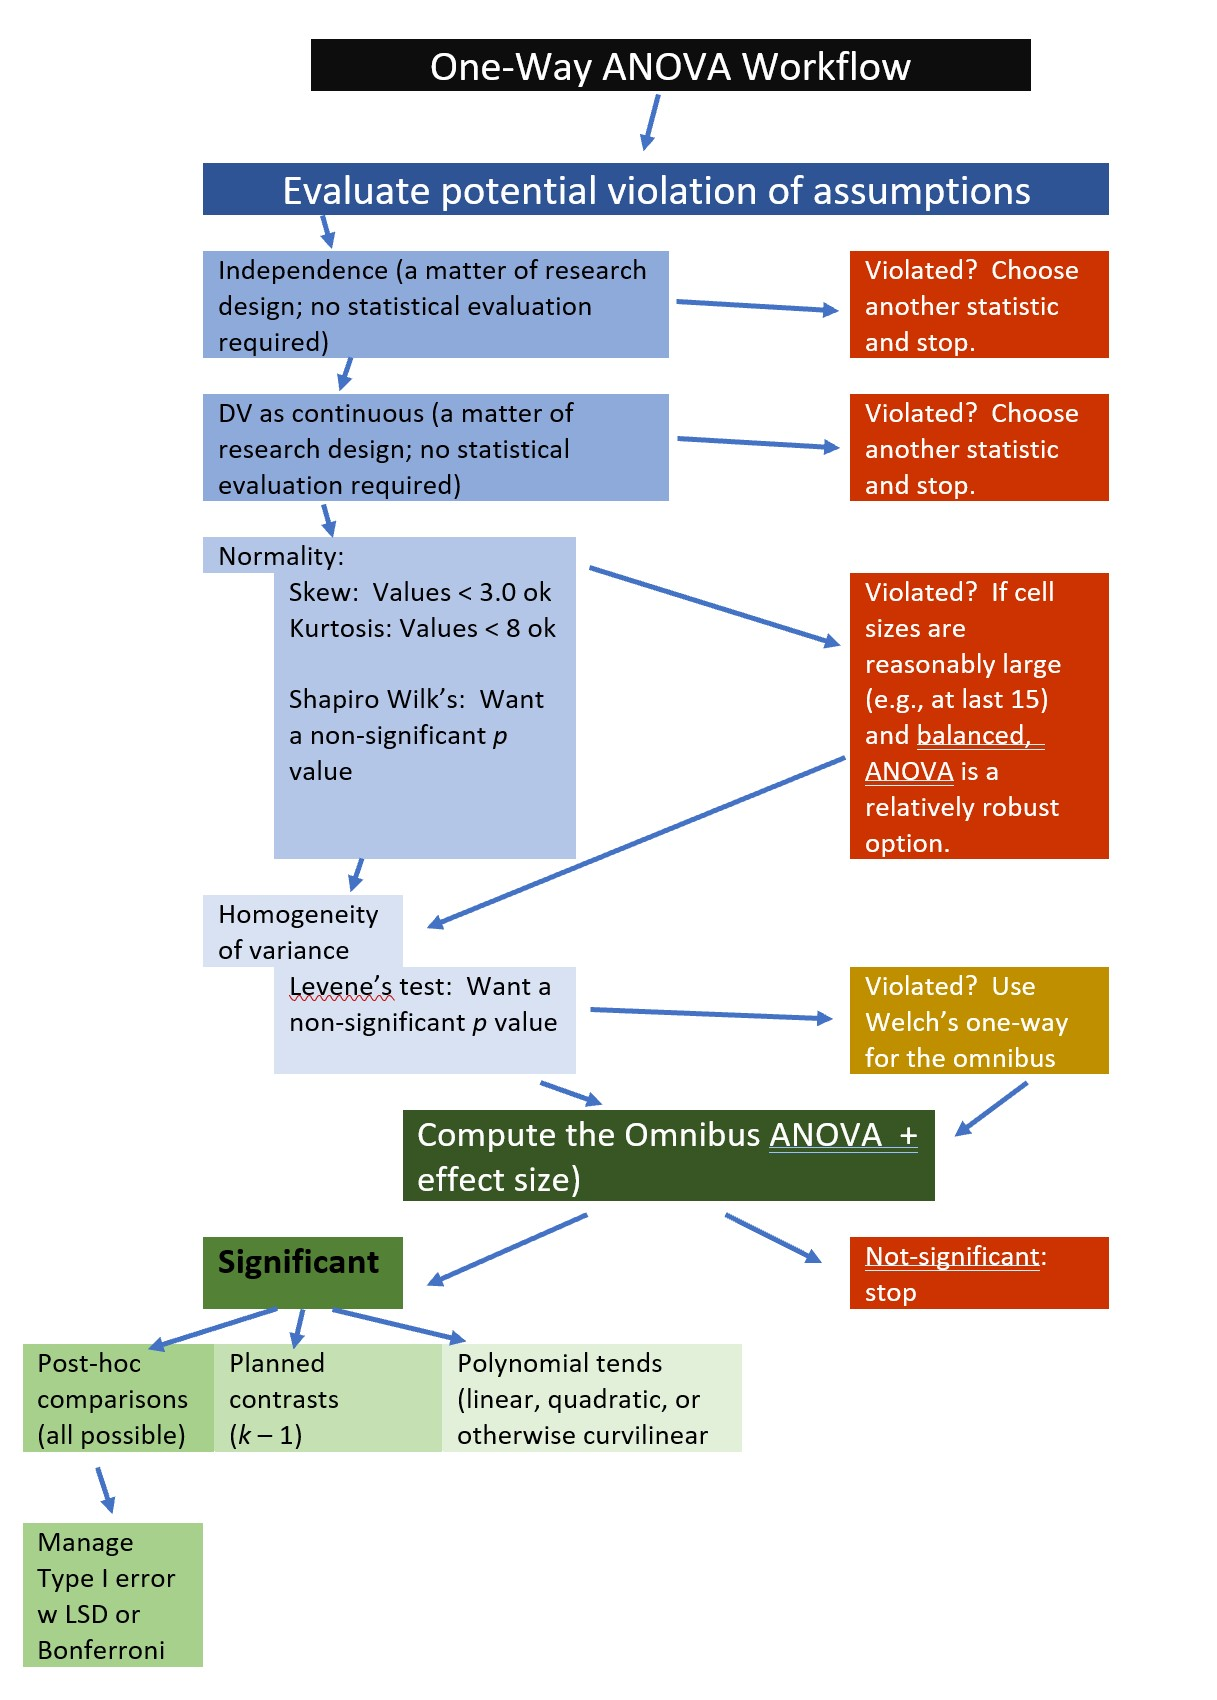 One-Way ANOVA Workflow
Evaluate potential violation of assumptions
Independence (a matter of research
design; no statistical evaluation
required)
Violated?  Choose
another statistic
and stop.
DV as continuous (a matter of
research design; no statistical
evaluation required)
Violated?  Choose
another statistic
and stop.
Normality:
Skew:  Values < 3.0 ok
Kurtosis: Values < 8 ok
Shapiro Wilk’s:  Want
a non-significant p
value
Violated?  If cell
sizes are
reasonably large
(e.g., at last 15)
and balanced,
ANOVA is a
relatively robust
option.
Homogeneity
of variance
Levene’s test:  Want a
non-significant p value
Violated?  Use
Welch’s one-way
for the omnibus
Compute the Omnibus ANOVA  +
effect size)
Significant
Not-significant:
stop
Post-hoc
comparisons
(all possible)
Planned
contrasts
(k – 1)
Polynomial tends
(linear, quadratic, or
otherwise curvilinear
Manage
Type I error
w LSD or
Bonferroni